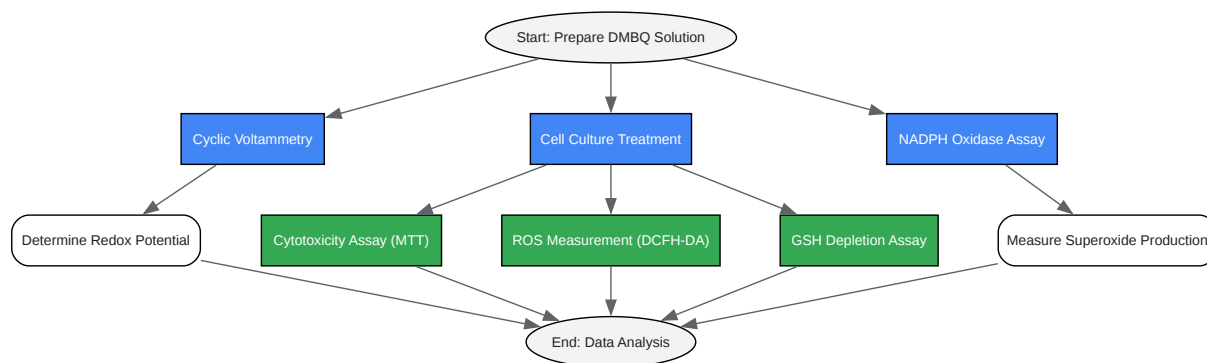 Start: Prepare DMBQ Solution
Cyclic Voltammetry
Cell Culture Treatment
NADPH Oxidase Assay
Determine Redox Potential
Cytotoxicity Assay (MTT)
ROS Measurement (DCFH-DA)
GSH Depletion Assay
Measure Superoxide Production
End: Data Analysis